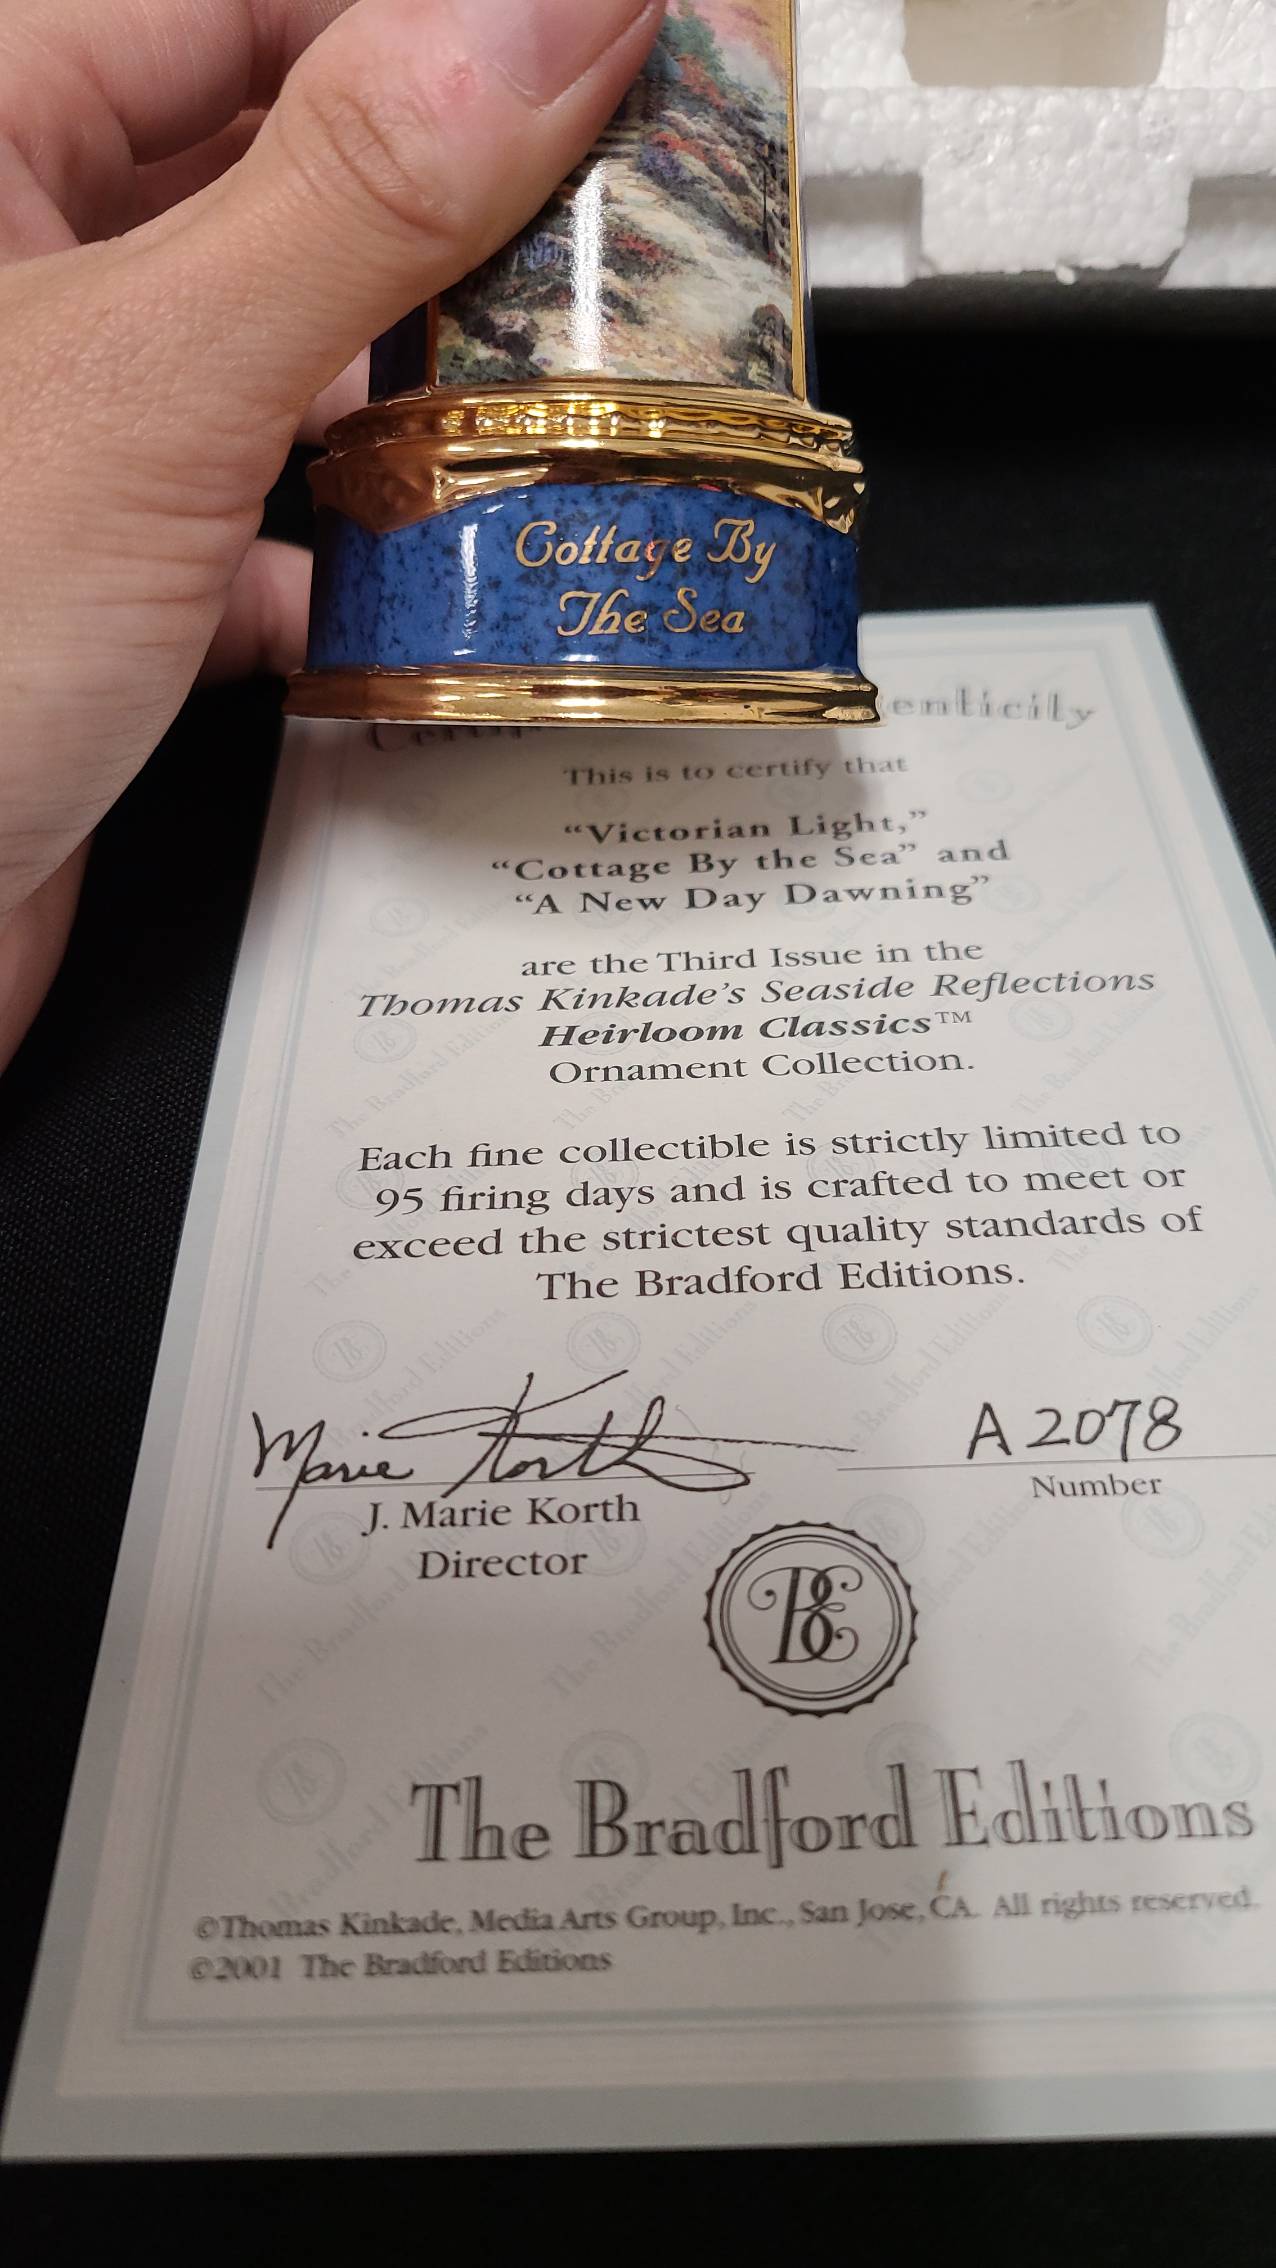 Cottage By
The Sea
This is to certify that
“Victorian Light,”
“Cottage By the Sea” and
“A New Day Dawning”
are the Third Issue in the
Thomas Kinkade’s Seaside Reflections
Heirloom Classics™
Ornament Collection.
Each fine collectible is strictly limited to
95 firing days and is crafted to meet or
exceed the strictest quality standards of
The Bradford Editions.
Marie Korth
A2078
J. Marie Korth
Number
Director
BE
The Bradford Editions
©Thomas Kinkade, Media Arts Group, Inc., San Jose, CA. All rights reserved.
©2001 The Bradford Editions